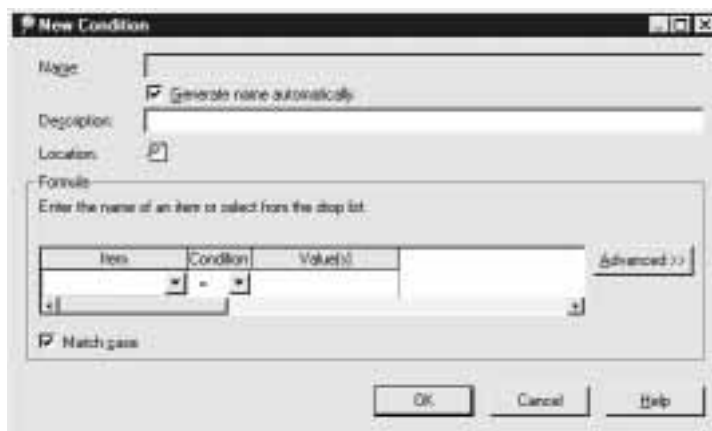 New Condition
Name:
Generate name automatically
Description:
Location:
Formula
Enter the name of an item or select from the drop list.
Item Condition Value(s)
=
Advanced >>
Match case
OK Cancel Help